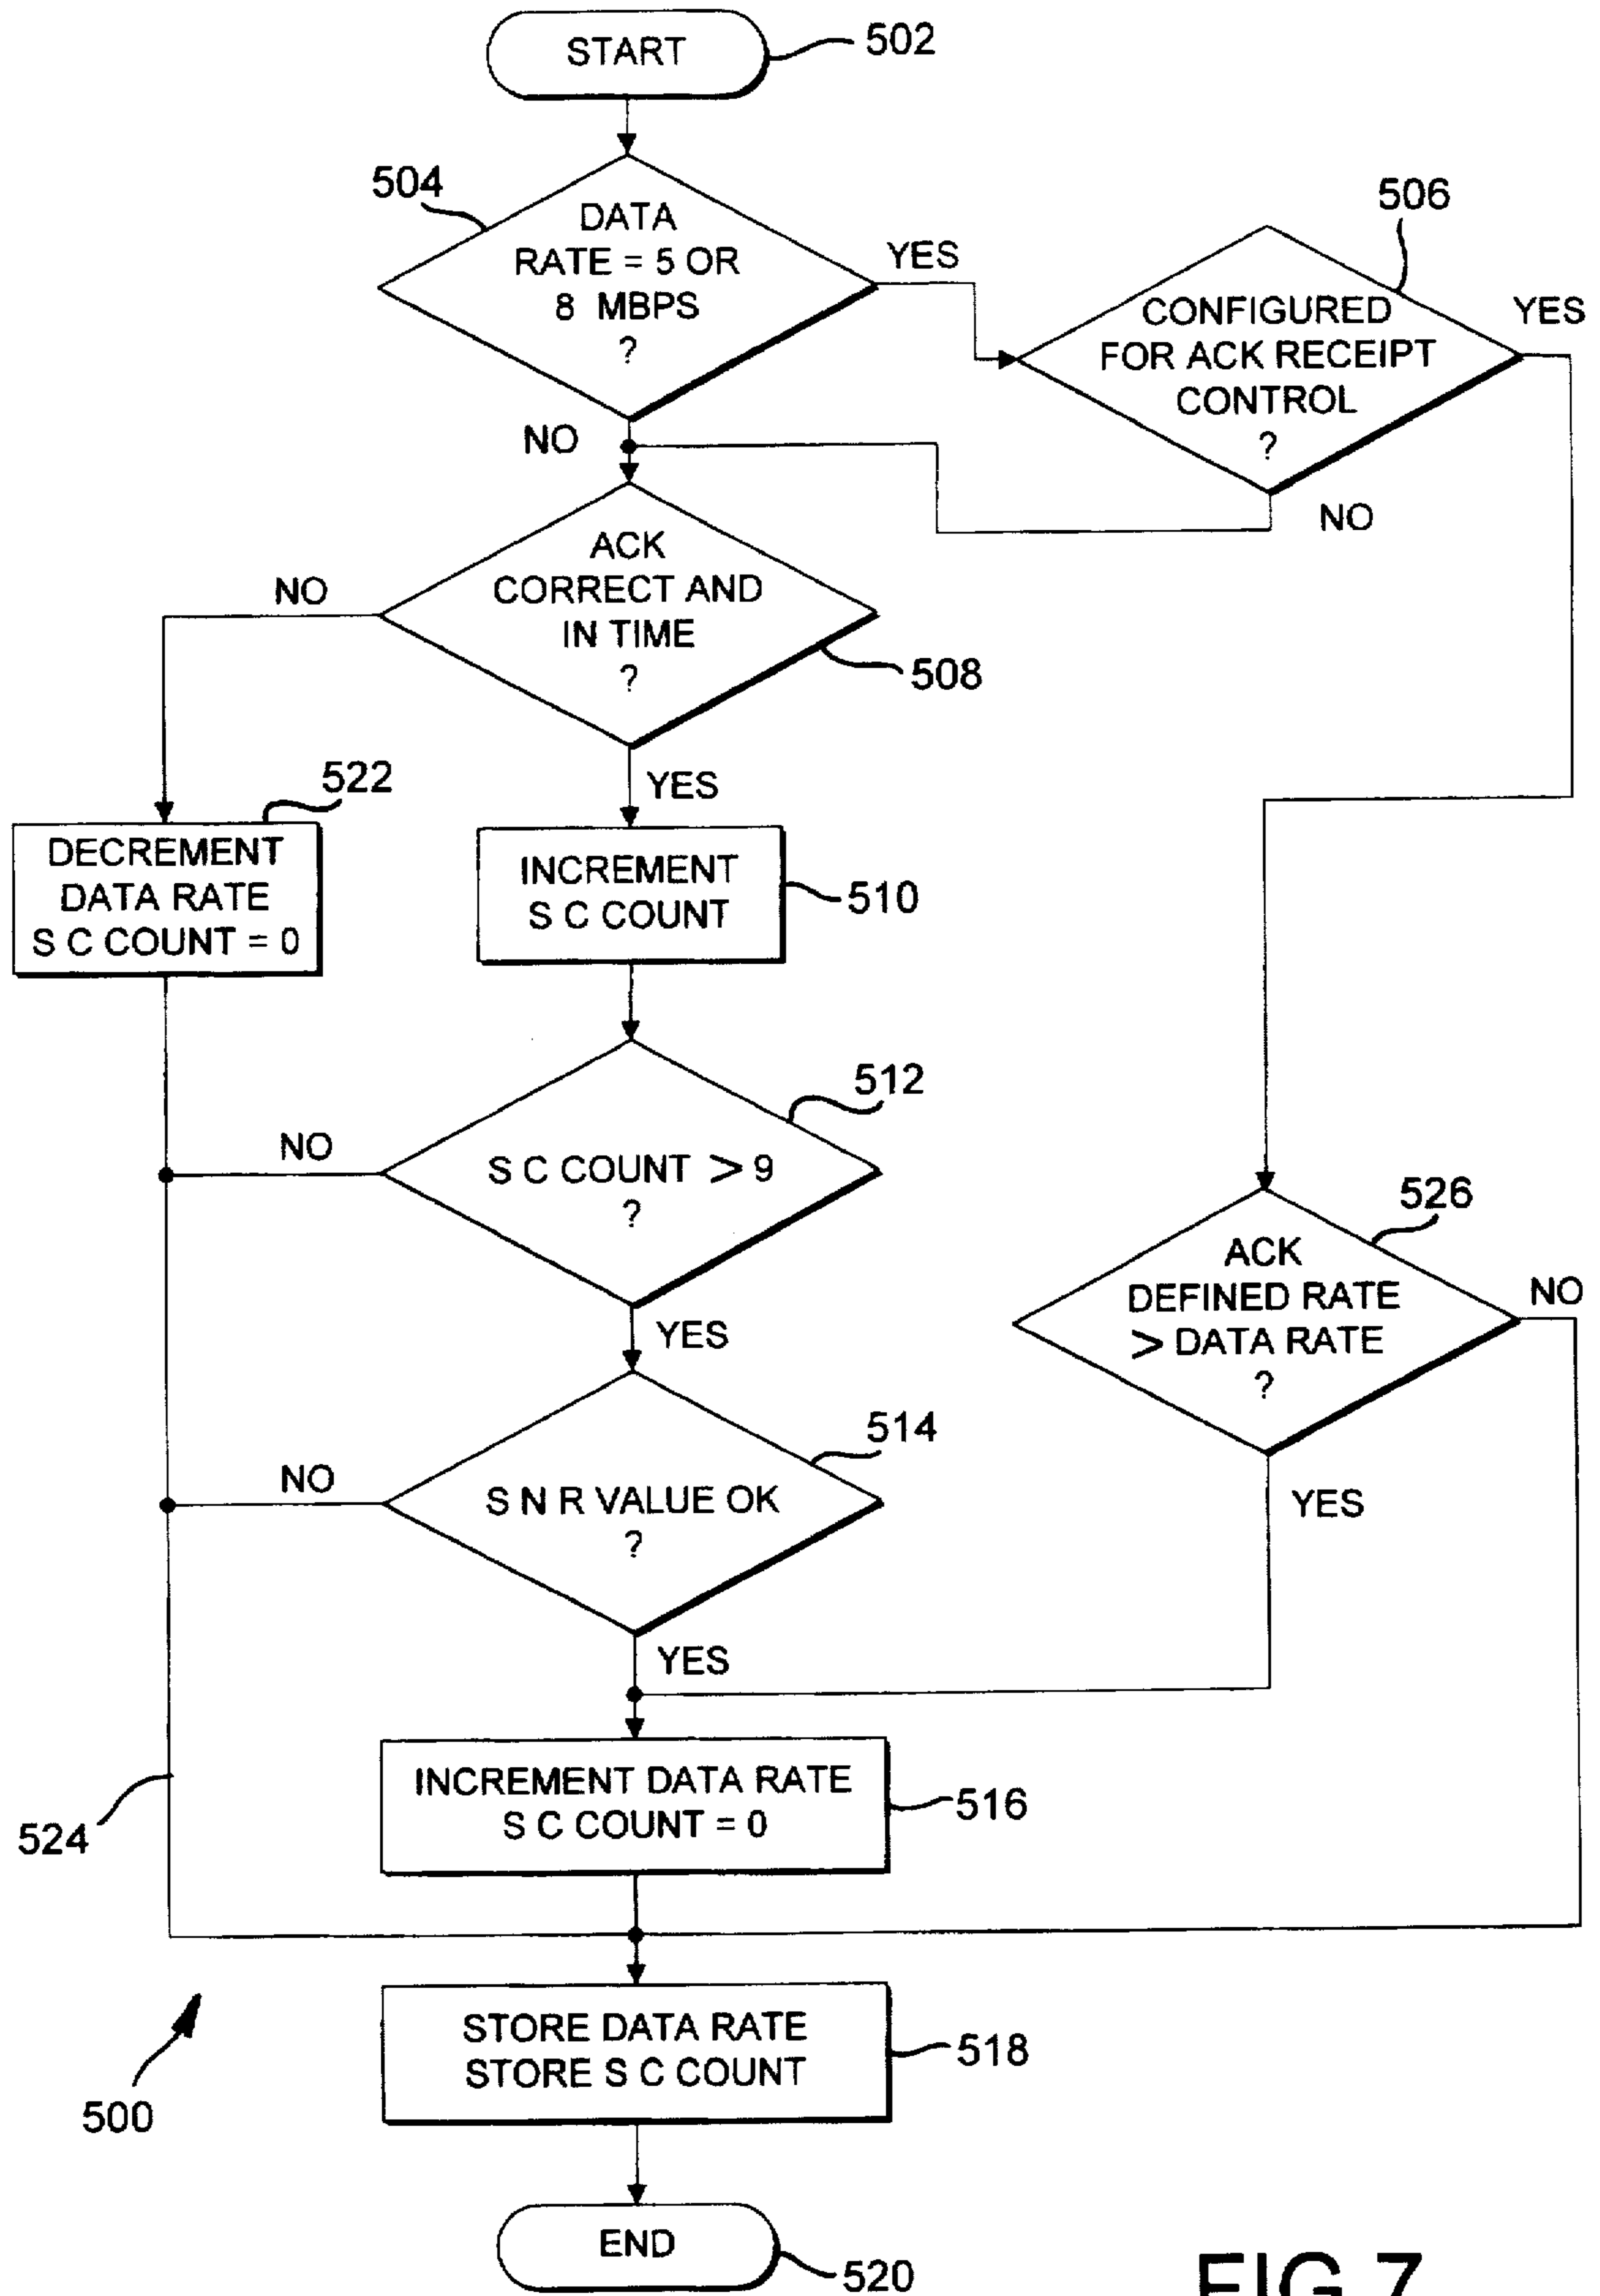 START
502
504
DATA
RATE = 5 OR
8 MBPS
?
YES
506
CONFIGURED
FOR ACK RECEIPT
CONTROL
?
YES
NO
NO
ACK
CORRECT AND
IN TIME
?
508
NO
YES
522
DECREMENT
DATA RATE
S C COUNT = 0
INCREMENT
S C COUNT
510
512
S C COUNT > 9
?
NO
YES
526
ACK
DEFINED RATE
> DATA RATE
?
NO
YES
514
S N R VALUE OK
?
NO
YES
INCREMENT DATA RATE
S C COUNT = 0
516
524
STORE DATA RATE
STORE S C COUNT
518
500
END
520
FIG 7